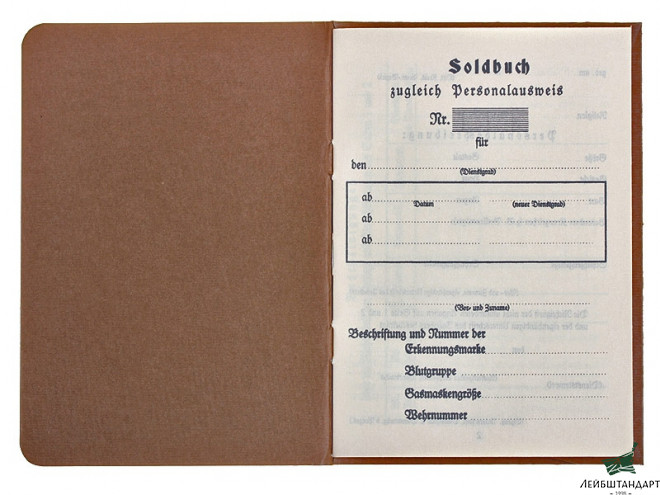 Soldbuch
zugleich Personalausweis
Nr.
für
den
(Dienstgrad)
ab
Datum
(neuer Dienstgrad)
ab
ab
(Vor- und Zuname)
Beschriftung und Nummer der
Erkennungsmarke
Blutgruppe
Gasmaskengröße
Wehrnummer
ЛЕЙБШТАНДАРТ
1998